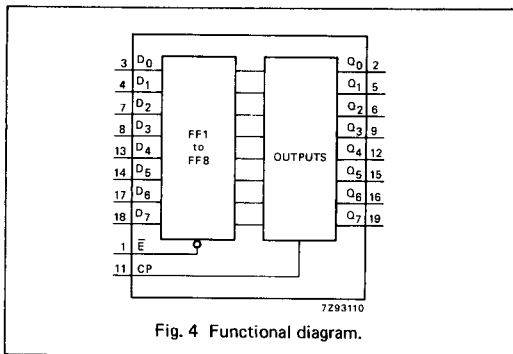 3 D0 Q0 2
4 D1 Q1 5
7 D2 Q2 6
8 D3 FF1 Q3 9
to
13 D4 FF8 OUTPUTS Q4 12
14 D5 Q5 15
17 D6 Q6 16
18 D7 Q7 19
1 E̅
11 CP
7Z93110
Fig. 4 Functional diagram.